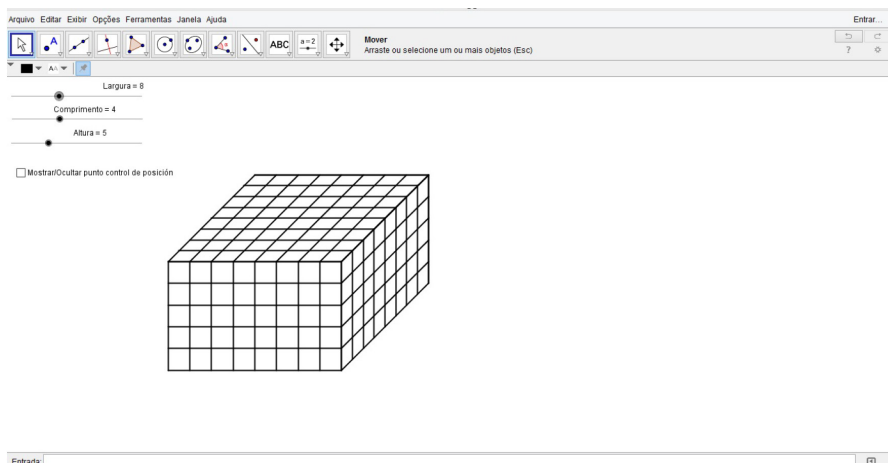 Arquivo Editar Exibir Opções Ferramentas Janela Ajuda
Entrar...
A
ABC
a=2
Mover
Arraste ou selecione um ou mais objetos (Esc)
?
AA
Largura = 8
Comprimento = 4
Altura = 5
Mostrar/Ocultar punto control de posición
Entrada: